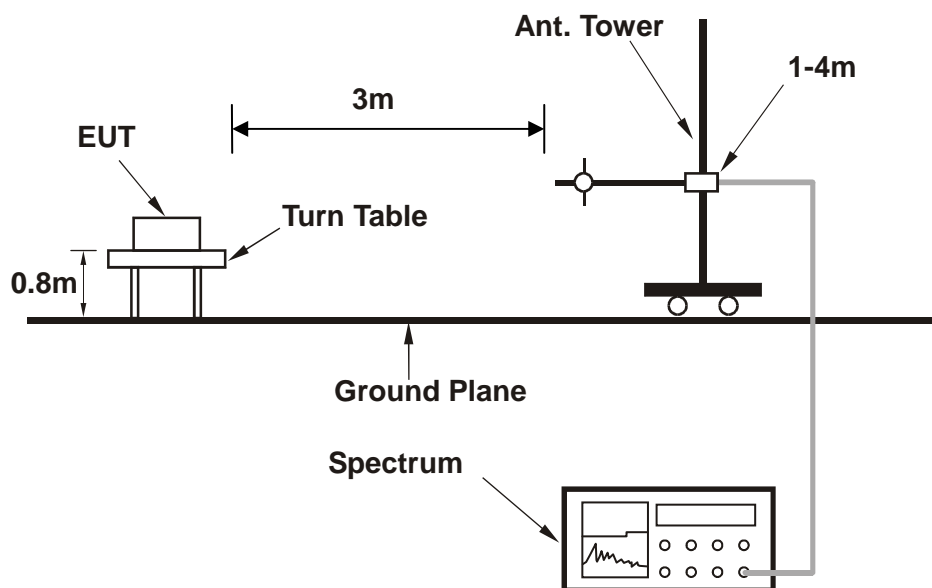 Ant. Tower
1-4m
3m
EUT
Turn Table
0.8m
Ground Plane
Spectrum